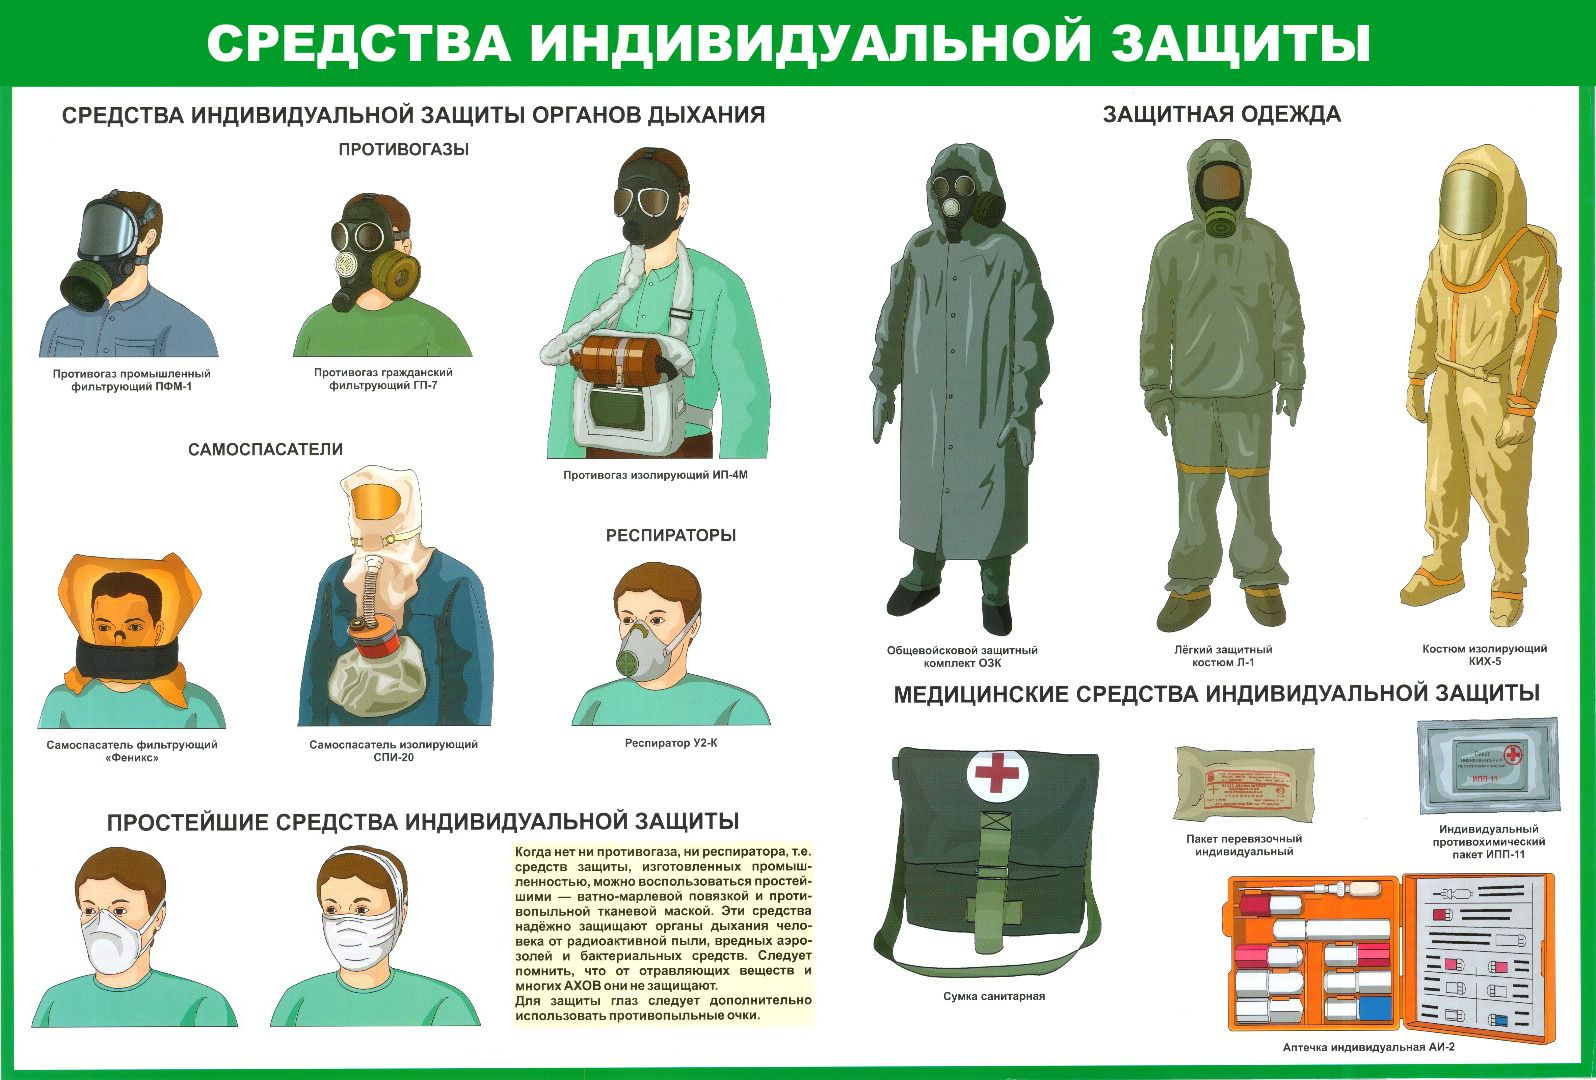 СРЕДСТВА ИНДИВИДУАЛЬНОЙ ЗАЩИТЫ
СРЕДСТВА ИНДИВИДУАЛЬНОЙ ЗАЩИТЫ ОРГАНОВ ДЫХАНИЯ
ПРОТИВОГАЗЫ
Противогаз промышленный
фильтрующий ПФМ-1
Противогаз гражданский
фильтрующий ГП-7
Противогаз изолирующий ИП-4М
САМОСПАСАТЕЛИ
Самоспасатель фильтрующий
«Феникс»
Самоспасатель изолирующий
СПИ-20
РЕСПИРАТОРЫ
Респиратор У2-К
ПРОСТЕЙШИЕ СРЕДСТВА ИНДИВИДУАЛЬНОЙ ЗАЩИТЫ
Когда нет ни противогаза, ни респиратора, т.е.
средств защиты, изготовленных промыш-
ленностью, можно воспользоваться простей-
шими — ватно-марлевой повязкой и проти-
вопыльной тканевой маской. Эти средства
надёжно защищают органы дыхания чело-
века от радиоактивной пыли, вредных аэро-
золей и бактериальных средств. Следует
помнить, что от отравляющих веществ и
многих АХОВ они не защищают.
Для защиты глаз следует дополнительно
использовать противопыльные очки.
ЗАЩИТНАЯ ОДЕЖДА
Общевойсковой защитный
комплект ОЗК
Лёгкий защитный
костюм Л-1
Костюм изолирующий
КИХ-5
МЕДИЦИНСКИЕ СРЕДСТВА ИНДИВИДУАЛЬНОЙ ЗАЩИТЫ
Сумка санитарная
Пакет перевязочный
индивидуальный
Пакет
индивидуальный
противохимический
ИПП-11
Индивидуальный
противохимический
пакет ИПП-11
Аптечка индивидуальная АИ-2